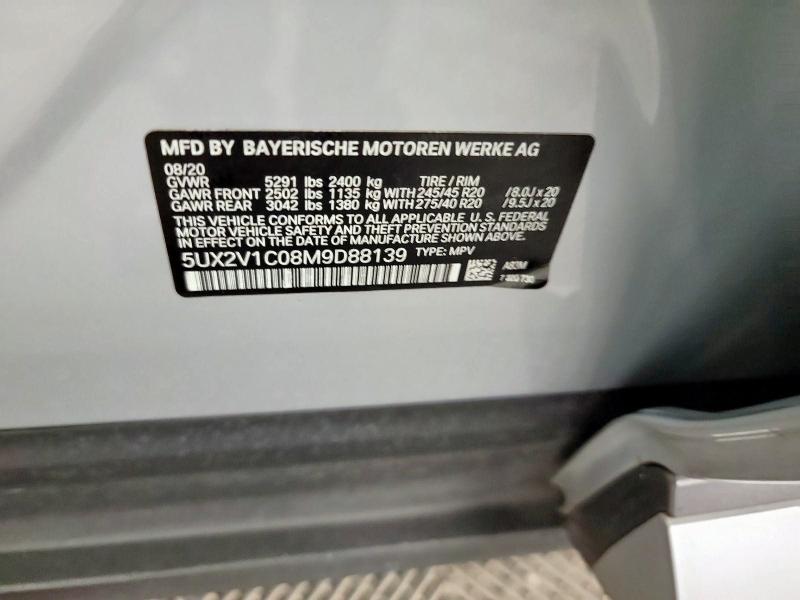 MFD BY BAYERISCHE MOTOREN WERKE AG
08/20
GVWR 5291 lbs 2400 kg TIRE / RIM
GAWR FRONT 2502 lbs 1135 kg WITH 245/45 R20 /8.0J x 20
GAWR REAR 3042 lbs 1380 kg WITH 275/40 R20 /9.5J x 20
THIS VEHICLE CONFORMS TO ALL APPLICABLE U. S. FEDERAL
MOTOR VEHICLE SAFETY AND THEFT PREVENTION STANDARDS
IN EFFECT ON THE DATE OF MANUFACTURE SHOWN ABOVE.
5UX2V1C08M9D88139 TYPE: MPV
A83M